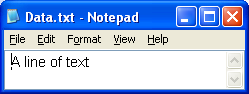 Data.txt - Notepad
File Edit Format View Help
A line of text